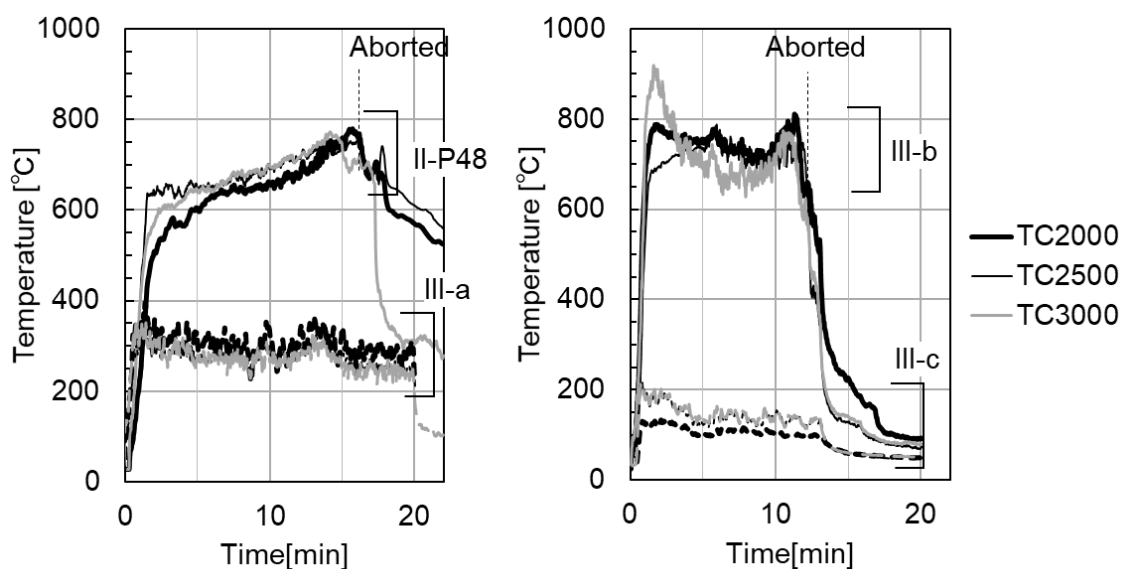 Temperature [℃]
1000
800
600
400
200
0
0
10
20
Time[min]
Aborted
II-P48
III-a
Temperature [℃]
1000
800
600
400
200
0
0
10
20
Time[min]
Aborted
III-b
III-c
TC2000
TC2500
TC3000